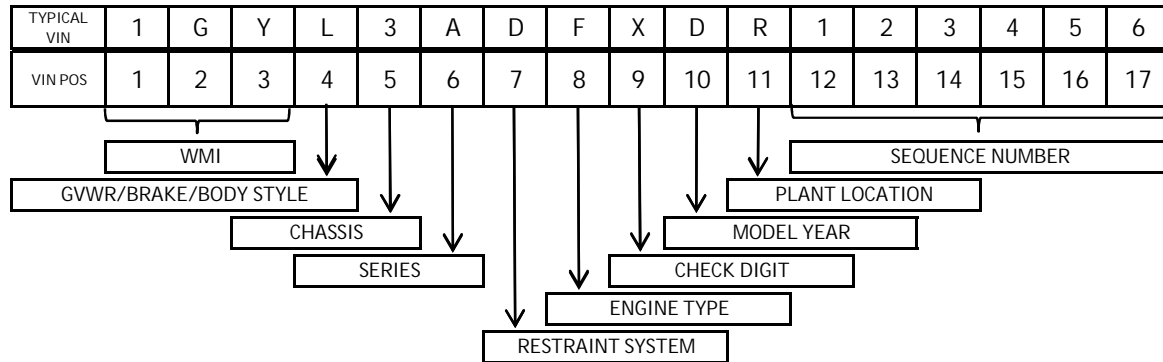 TYPICAL VIN 1 G Y L 3 A D F X D R 1 2 3 4 5 6
VIN POS 1 2 3 4 5 6 7 8 9 10 11 12 13 14 15 16 17
WMI SEQUENCE NUMBER
GVWR/BRAKE/BODY STYLE PLANT LOCATION
CHASSIS MODEL YEAR
SERIES CHECK DIGIT
ENGINE TYPE
RESTRAINT SYSTEM